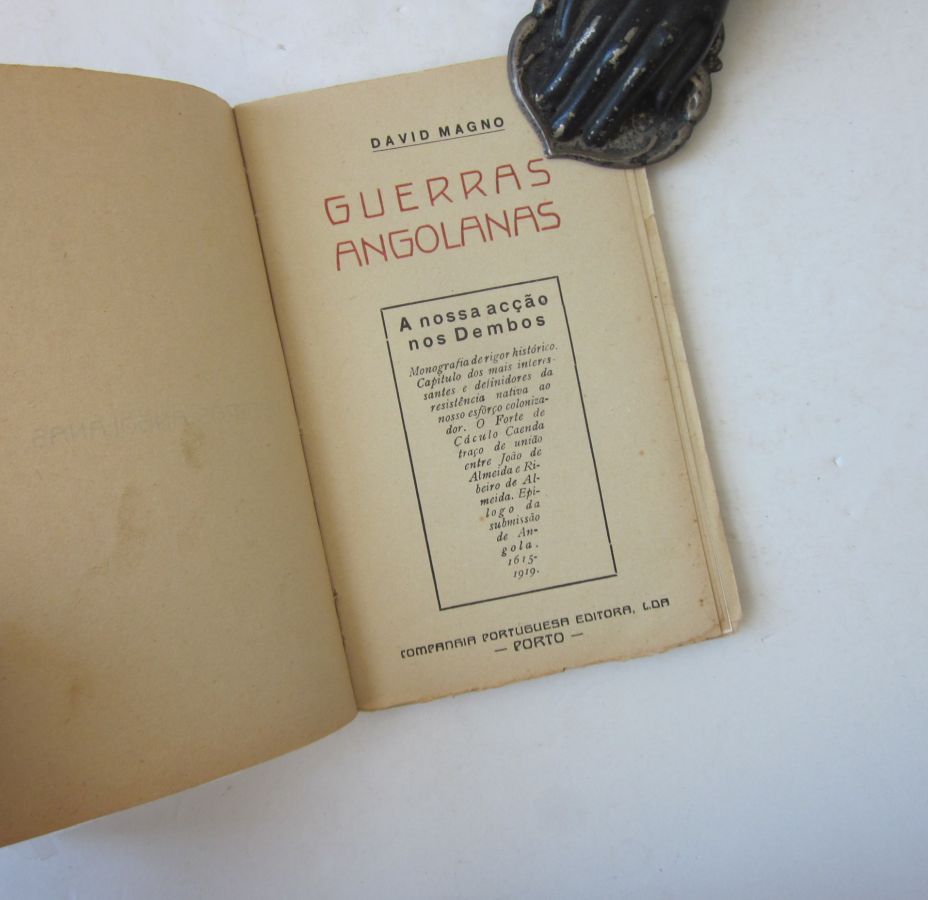 DAVID MAGNO
GUERRAS
ANGOLANAS
A nossa acção
nos Dembos
Monografia de rigor histórico.
Capítulo dos mais interes-
santes e definidores da
resistência nativa ao
nosso esfôrço coloniza-
dor. O Forte de
Cáculo Caenda
traço de união
entre João de
Almeida e Ri-
beiro de Al-
meida. Epí-
logo da
submissão
de An-
gola.
1615-
1919.
COMPANHIA PORTUGUESA EDITORA, L.DA
— PORTO —